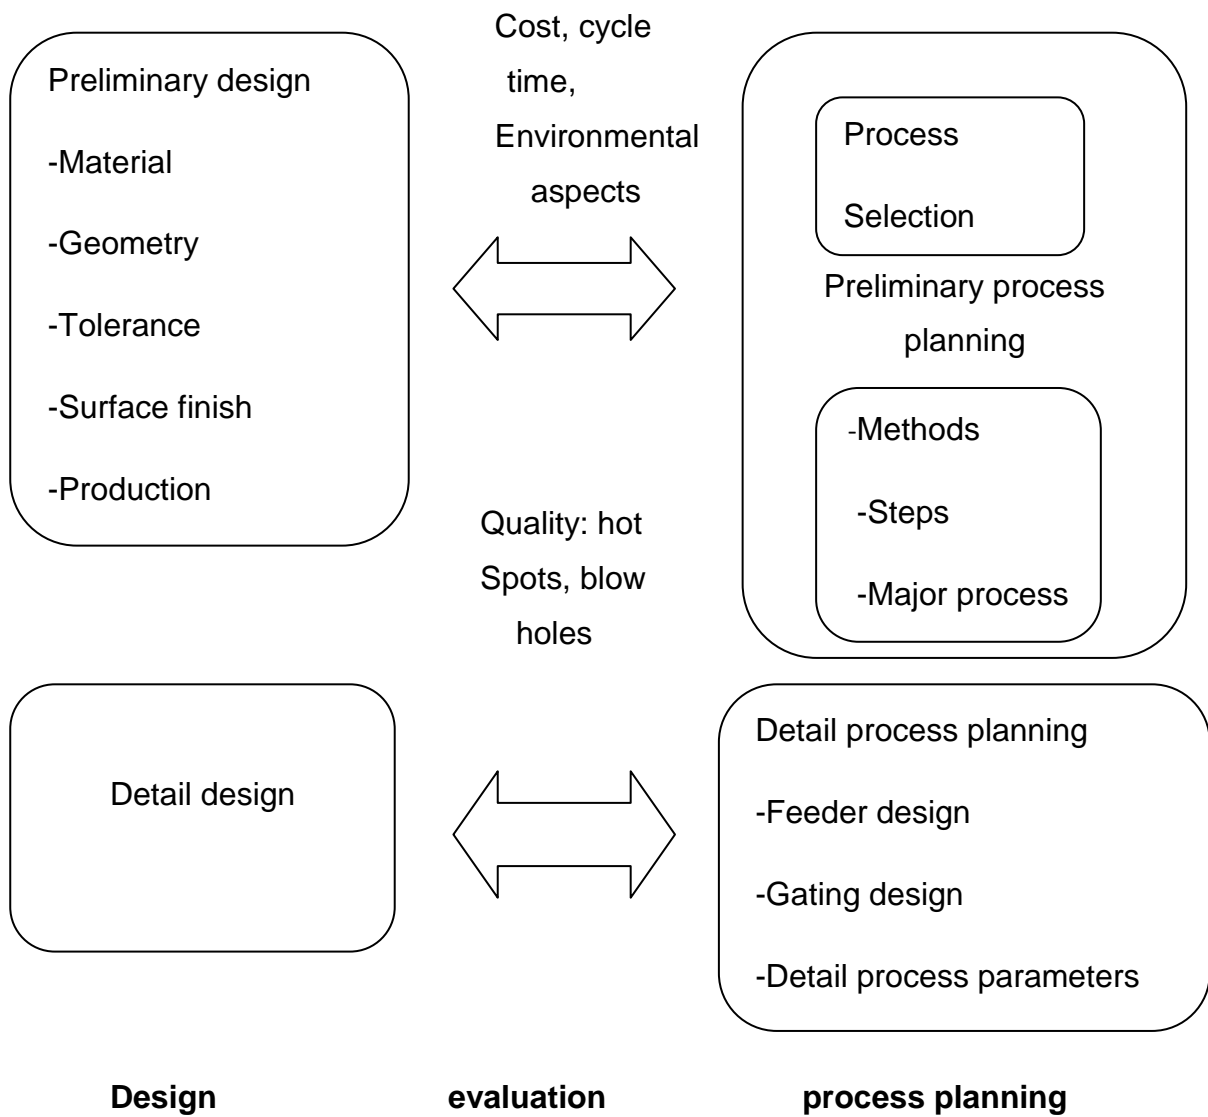 Preliminary design
-Material
-Geometry
-Tolerance
-Surface finish
-Production
Cost, cycle
time,
Environmental
aspects
Process
Selection
Preliminary process
planning
-Methods
-Steps
-Major process
Quality: hot
Spots, blow
holes
Detail design
Detail process planning
-Feeder design
-Gating design
-Detail process parameters
Design
evaluation
process planning